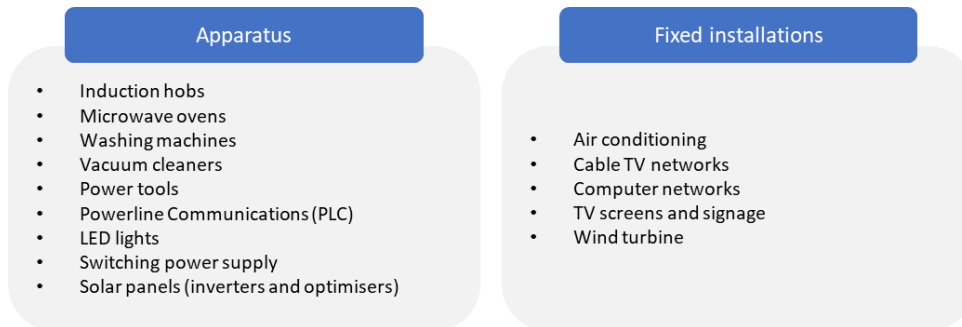 Apparatus
• Induction hobs
• Microwave ovens
• Washing machines
• Vacuum cleaners
• Power tools
• Powerline Communications (PLC)
• LED lights
• Switching power supply
• Solar panels (inverters and optimisers)
Fixed installations
• Air conditioning
• Cable TV networks
• Computer networks
• TV screens and signage
• Wind turbine